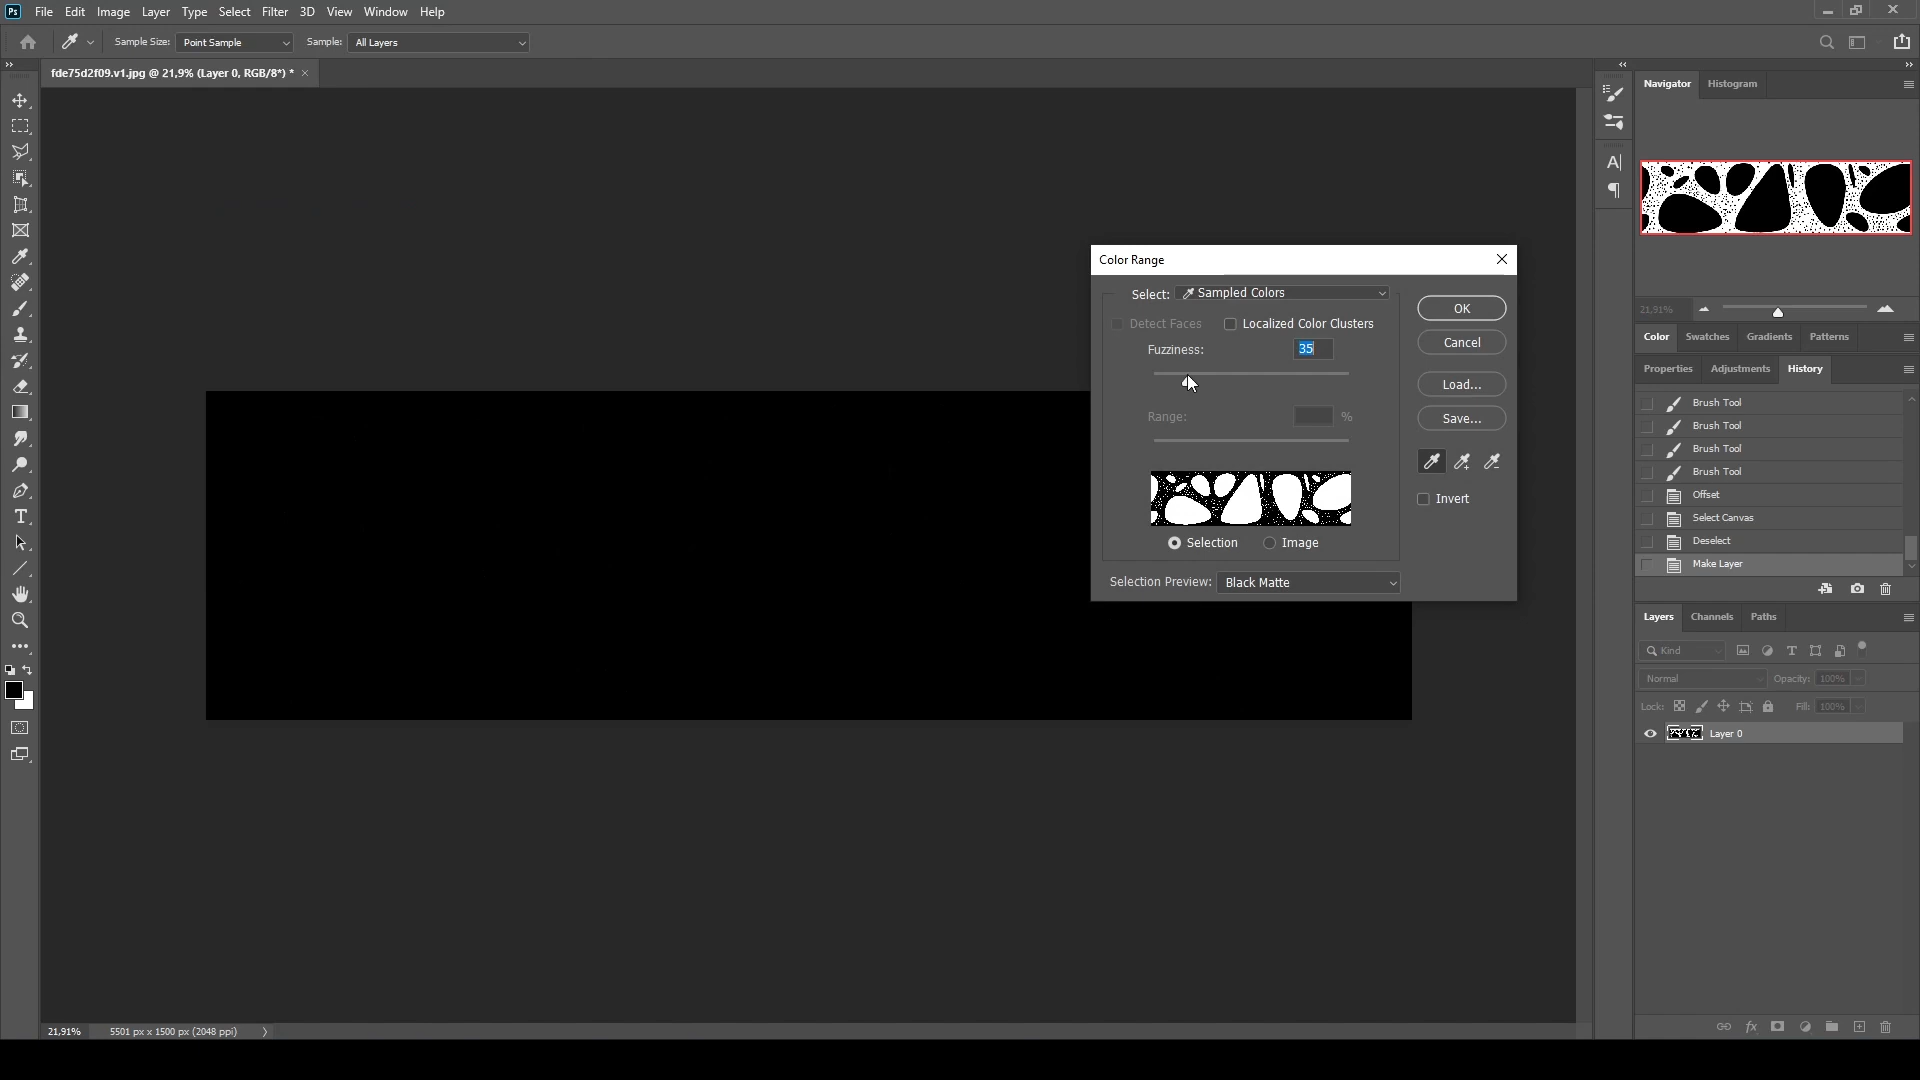 Ps File Edit Image Layer Type Select Filter 3D View Window Help
Sample Size: Point Sample Sample: All Layers
fde75d2f09.v1.jpg @ 21,9% (Layer 0, RGB/8*) *
Navigator Histogram
21,91%
Color Swatches Gradients Patterns
Properties Adjustments History
Brush Tool
Brush Tool
Brush Tool
Brush Tool
Offset
Select Canvas
Deselect
Make Layer
Layers Channels Paths
Kind
Normal Opacity: 100%
Lock: Fill: 100%
Layer 0
Color Range
Select: Sampled Colors
Detect Faces Localized Color Clusters
Fuzziness: 35
Range: %
Selection Image
Selection Preview: Black Matte
OK
Cancel
Load...
Save...
Invert
21,91% 5501 px x 1500 px (2048 ppi)